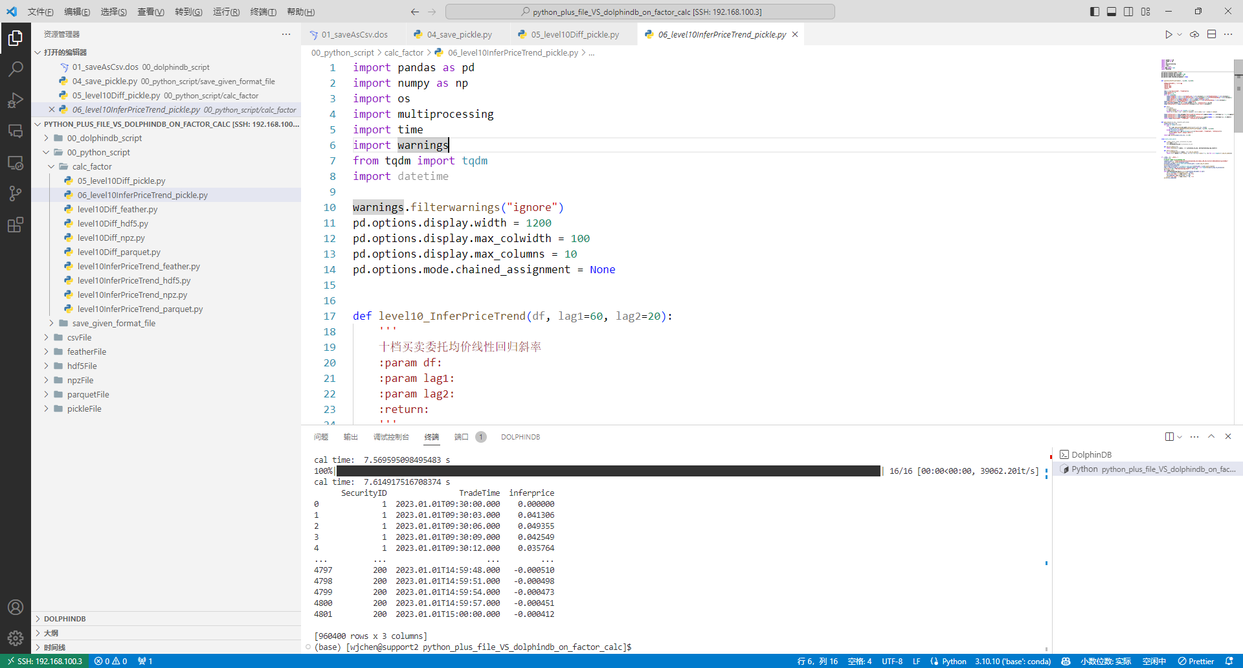 文件(F) 编辑(E) 选择(S) 查看(V) 转到(G) 运行(R) 终端(T) 帮助(H)
python_plus_file_VS_dolphindb_on_factor_calc [SSH: 192.168.100.3]
资源管理器
打开的编辑器
01_saveAsCsv.dos 00_dolphindb_script
04_save_pickle.py 00_python_script/save_given_format_file
05_level10Diff_pickle.py 00_python_script/calc_factor
06_level10InferPriceTrend_pickle.py 00_python_script/calc_factor
PYTHON_PLUS_FILE_VS_DOLPHINDB_ON_FACTOR_CALC [SSH: 192.168.100...
00_dolphindb_script
00_python_script
calc_factor
05_level10Diff_pickle.py
06_level10InferPriceTrend_pickle.py
level10Diff_feather.py
level10Diff_hdf5.py
level10Diff_npz.py
level10Diff_parquet.py
level10InferPriceTrend_feather.py
level10InferPriceTrend_hdf5.py
level10InferPriceTrend_npz.py
level10InferPriceTrend_parquet.py
save_given_format_file
csvFile
featherFile
hdf5File
npzFile
parquetFile
pickleFile
DOLPHINDB
大纲
时间线
01_saveAsCsv.dos 04_save_pickle.py 05_level10Diff_pickle.py 06_level10InferPriceTrend_pickle.py
00_python_script > calc_factor > 06_level10InferPriceTrend_pickle.py > ...
1 import pandas as pd
2 import numpy as np
3 import os
4 import multiprocessing
5 import time
6 import warnings
7 from tqdm import tqdm
8 import datetime
9
10 warnings.filterwarnings("ignore")
11 pd.options.display.width = 1200
12 pd.options.display.max_colwidth = 100
13 pd.options.display.max_columns = 10
14 pd.options.mode.chained_assignment = None
15
16
17 def level10_InferPriceTrend(df, lag1=60, lag2=20):
18 '''
19 十档买卖委托均价线性回归斜率
20 :param df:
21 :param lag1:
22 :param lag2:
23 :return:
24 '''
问题 输出 调试控制台 终端 端口 1 DOLPHINDB
cal time:  7.569595098495483 s
100%| | 16/16 [00:00<00:00, 39062.20it/s]
cal time:  7.614917516708374 s
SecurityID TradeTime inferprice
0 1 2023.01.01T09:30:00.000 0.000000
1 1 2023.01.01T09:30:03.000 0.041306
2 1 2023.01.01T09:30:06.000 0.049355
3 1 2023.01.01T09:30:09.000 0.042549
4 1 2023.01.01T09:30:12.000 0.035764
... ... ... ...
4797 200 2023.01.01T14:59:48.000 -0.000510
4798 200 2023.01.01T14:59:51.000 -0.000498
4799 200 2023.01.01T14:59:54.000 -0.000473
4800 200 2023.01.01T14:59:57.000 -0.000451
4801 200 2023.01.01T15:00:00.000 -0.000412
[960400 rows x 3 columns]
(base) [wjchen@support2 python_plus_file_VS_dolphindb_on_factor_calc]$
DolphinDB
Python python_plus_file_VS_dolphindb_on_fac...
SSH: 192.168.100.3 0 0 1
行 6，列 16 空格: 4 UTF-8 LF Python 3.10.10 ('base': conda) 小数位数: 实际 空闲中 Prettier